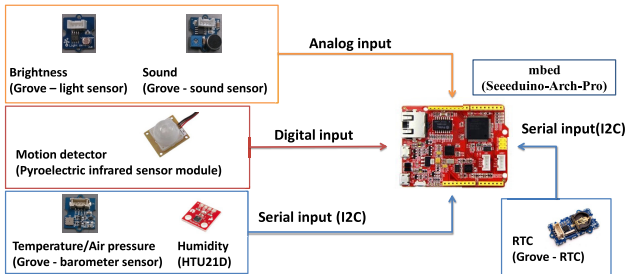 Analog input
Brightness
(Grove – light sensor)
Sound
(Grove - sound sensor)
mbed
(Seeeduino-Arch-Pro)
Motion detector
(Pyroelectric infrared sensor module)
Digital input
Serial input(I2C)
Temperature/Air pressure
(Grove - barometer sensor)
Humidity
(HTU21D)
Serial input (I2C)
RTC
(Grove - RTC)